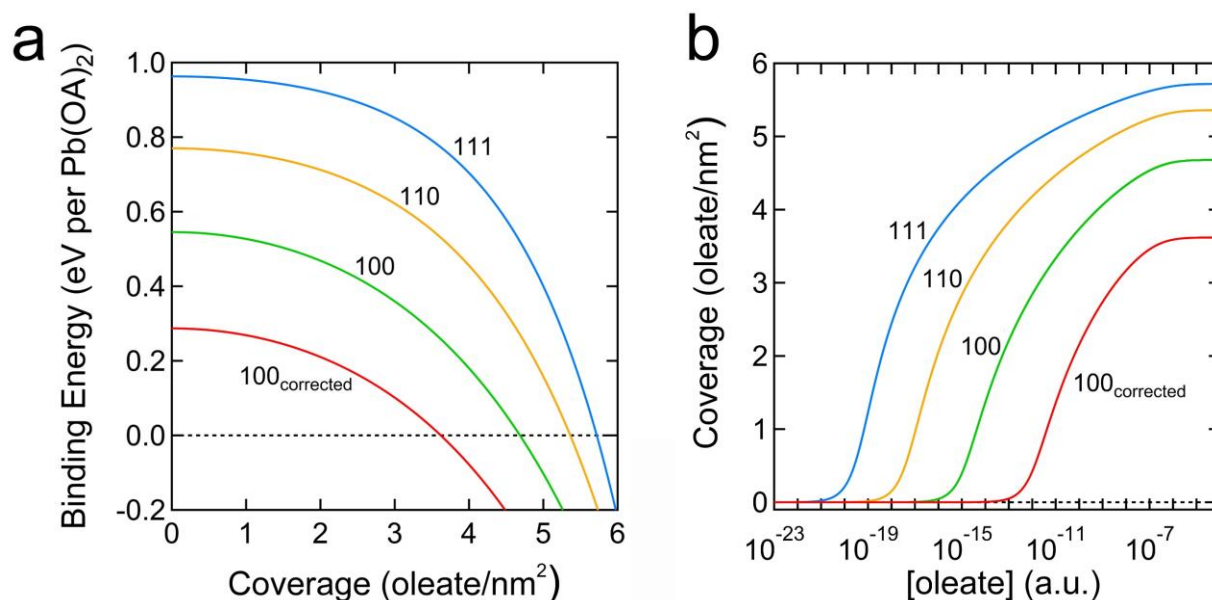 a
Binding Energy (eV per Pb(OA)₂)
1.0
0.8
0.6
0.4
0.2
0.0
-0.2
111
110
100
100corrected
0 1 2 3 4 5 6
Coverage (oleate/nm²)
b
Coverage (oleate/nm²)
6
5
4
3
2
1
0
111
110
100
100corrected
10⁻²³ 10⁻¹⁹ 10⁻¹⁵ 10⁻¹¹ 10⁻⁷
[oleate] (a.u.)